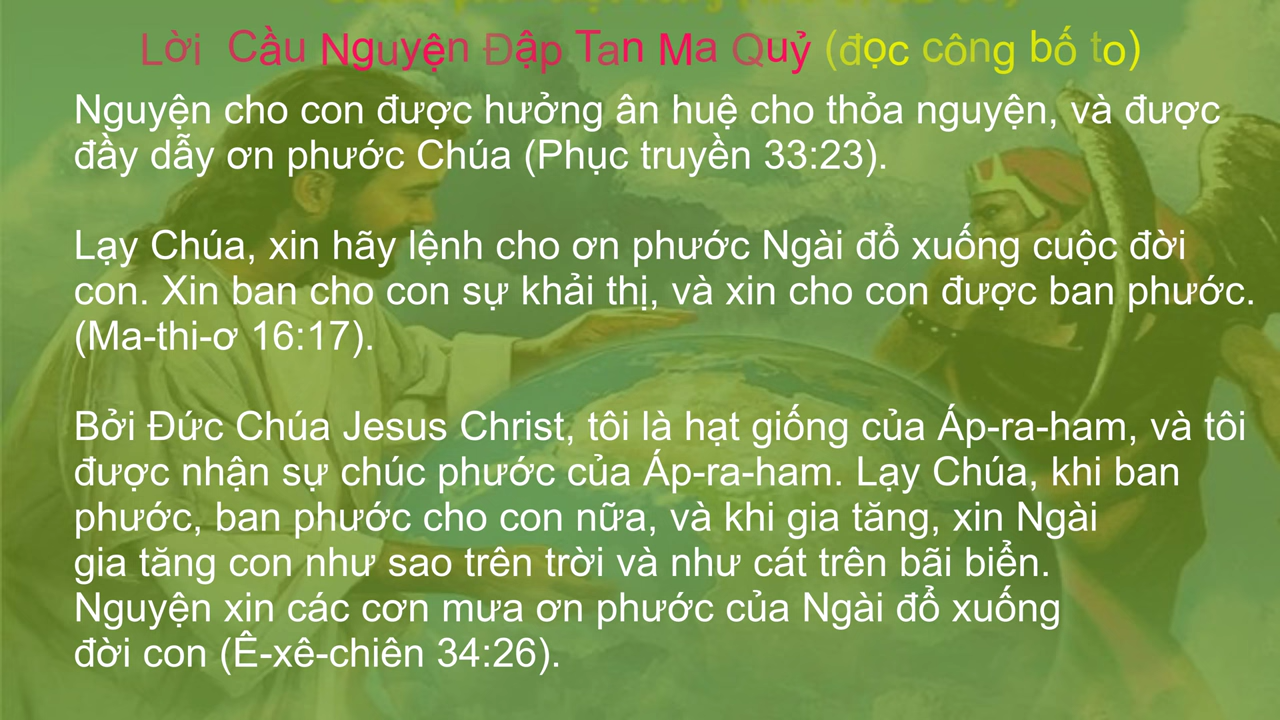 Lời Cầu Nguyện Đập Tan Ma Quỷ (đọc công bố to)
Nguyện cho con được hưởng ân huệ cho thỏa nguyện, và được
đầy dẫy ơn phước Chúa (Phục truyền 33:23).
Lạy Chúa, xin hãy lệnh cho ơn phước Ngài đổ xuống cuộc đời
con. Xin ban cho con sự khải thị, và xin cho con được ban phước.
(Ma-thi-ơ 16:17).
Bởi Đức Chúa Jesus Christ, tôi là hạt giống của Áp-ra-ham, và tôi
được nhận sự chúc phước của Áp-ra-ham. Lạy Chúa, khi ban
phước, ban phước cho con nữa, và khi gia tăng, xin Ngài
gia tăng con như sao trên trời và như cát trên bãi biển.
Nguyện xin các cơn mưa ơn phước của Ngài đổ xuống
đời con (Ê-xê-chiên 34:26).